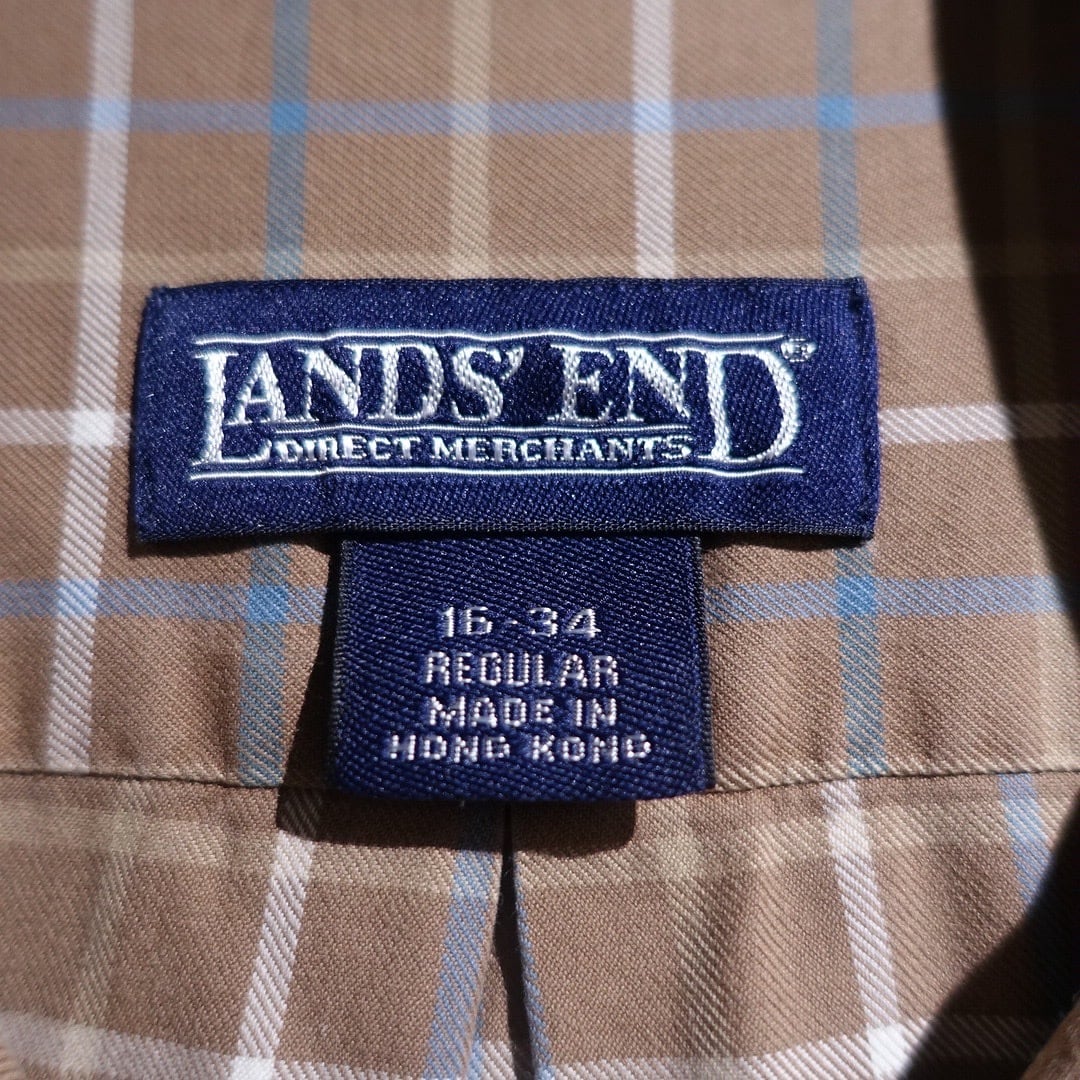 LANDS' END®
DIRECT MERCHANTS
16 - 34
REGULAR
MADE IN
HONG KONG